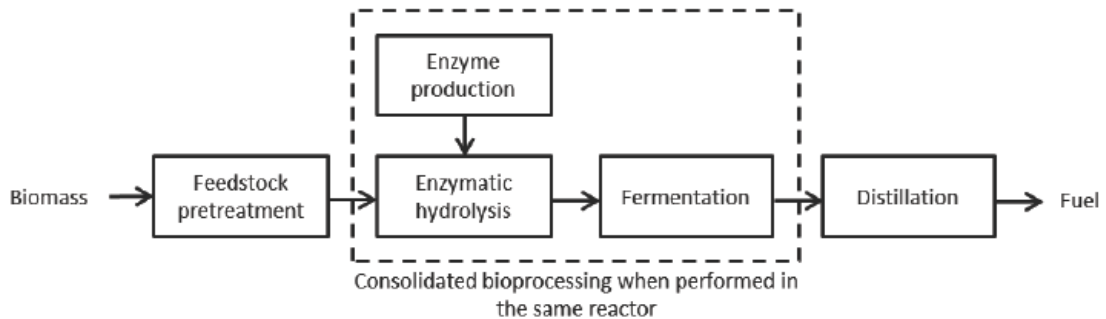 Enzyme
production
Biomass
Feedstock
pretreatment
Enzymatic
hydrolysis
Fermentation
Distillation
Fuel
Consolidated bioprocessing when performed in
the same reactor